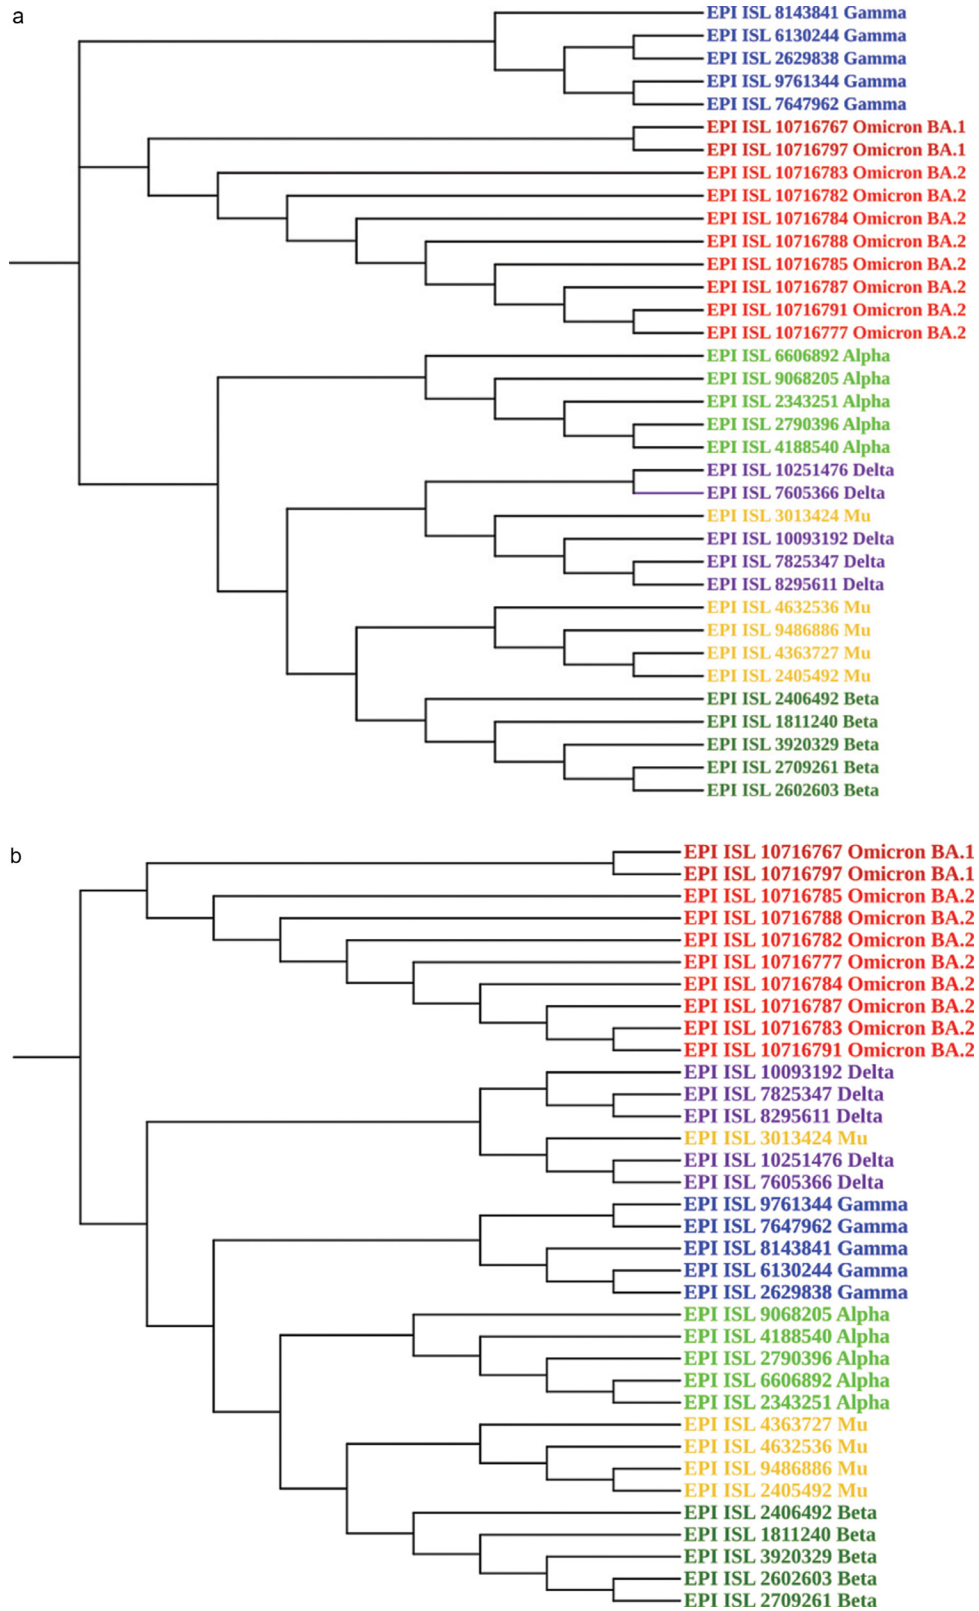 a
EPI ISL 8143841 Gamma
EPI ISL 6130244 Gamma
EPI ISL 2629838 Gamma
EPI ISL 9761344 Gamma
EPI ISL 7647962 Gamma
EPI ISL 10716767 Omicron BA.1
EPI ISL 10716797 Omicron BA.1
EPI ISL 10716783 Omicron BA.2
EPI ISL 10716782 Omicron BA.2
EPI ISL 10716784 Omicron BA.2
EPI ISL 10716788 Omicron BA.2
EPI ISL 10716785 Omicron BA.2
EPI ISL 10716787 Omicron BA.2
EPI ISL 10716791 Omicron BA.2
EPI ISL 10716777 Omicron BA.2
EPI ISL 6606892 Alpha
EPI ISL 9068205 Alpha
EPI ISL 2343251 Alpha
EPI ISL 2790396 Alpha
EPI ISL 4188540 Alpha
EPI ISL 10251476 Delta
EPI ISL 7605366 Delta
EPI ISL 3013424 Mu
EPI ISL 10093192 Delta
EPI ISL 7825347 Delta
EPI ISL 8295611 Delta
EPI ISL 4632536 Mu
EPI ISL 9486886 Mu
EPI ISL 4363727 Mu
EPI ISL 2405492 Mu
EPI ISL 2406492 Beta
EPI ISL 1811240 Beta
EPI ISL 3920329 Beta
EPI ISL 2709261 Beta
EPI ISL 2602603 Beta
b
EPI ISL 10716767 Omicron BA.1
EPI ISL 10716797 Omicron BA.1
EPI ISL 10716785 Omicron BA.2
EPI ISL 10716788 Omicron BA.2
EPI ISL 10716782 Omicron BA.2
EPI ISL 10716777 Omicron BA.2
EPI ISL 10716784 Omicron BA.2
EPI ISL 10716787 Omicron BA.2
EPI ISL 10716783 Omicron BA.2
EPI ISL 10716791 Omicron BA.2
EPI ISL 10093192 Delta
EPI ISL 7825347 Delta
EPI ISL 8295611 Delta
EPI ISL 3013424 Mu
EPI ISL 10251476 Delta
EPI ISL 7605366 Delta
EPI ISL 9761344 Gamma
EPI ISL 7647962 Gamma
EPI ISL 8143841 Gamma
EPI ISL 6130244 Gamma
EPI ISL 2629838 Gamma
EPI ISL 9068205 Alpha
EPI ISL 4188540 Alpha
EPI ISL 2790396 Alpha
EPI ISL 6606892 Alpha
EPI ISL 2343251 Alpha
EPI ISL 4363727 Mu
EPI ISL 4632536 Mu
EPI ISL 9486886 Mu
EPI ISL 2405492 Mu
EPI ISL 2406492 Beta
EPI ISL 1811240 Beta
EPI ISL 3920329 Beta
EPI ISL 2602603 Beta
EPI ISL 2709261 Beta